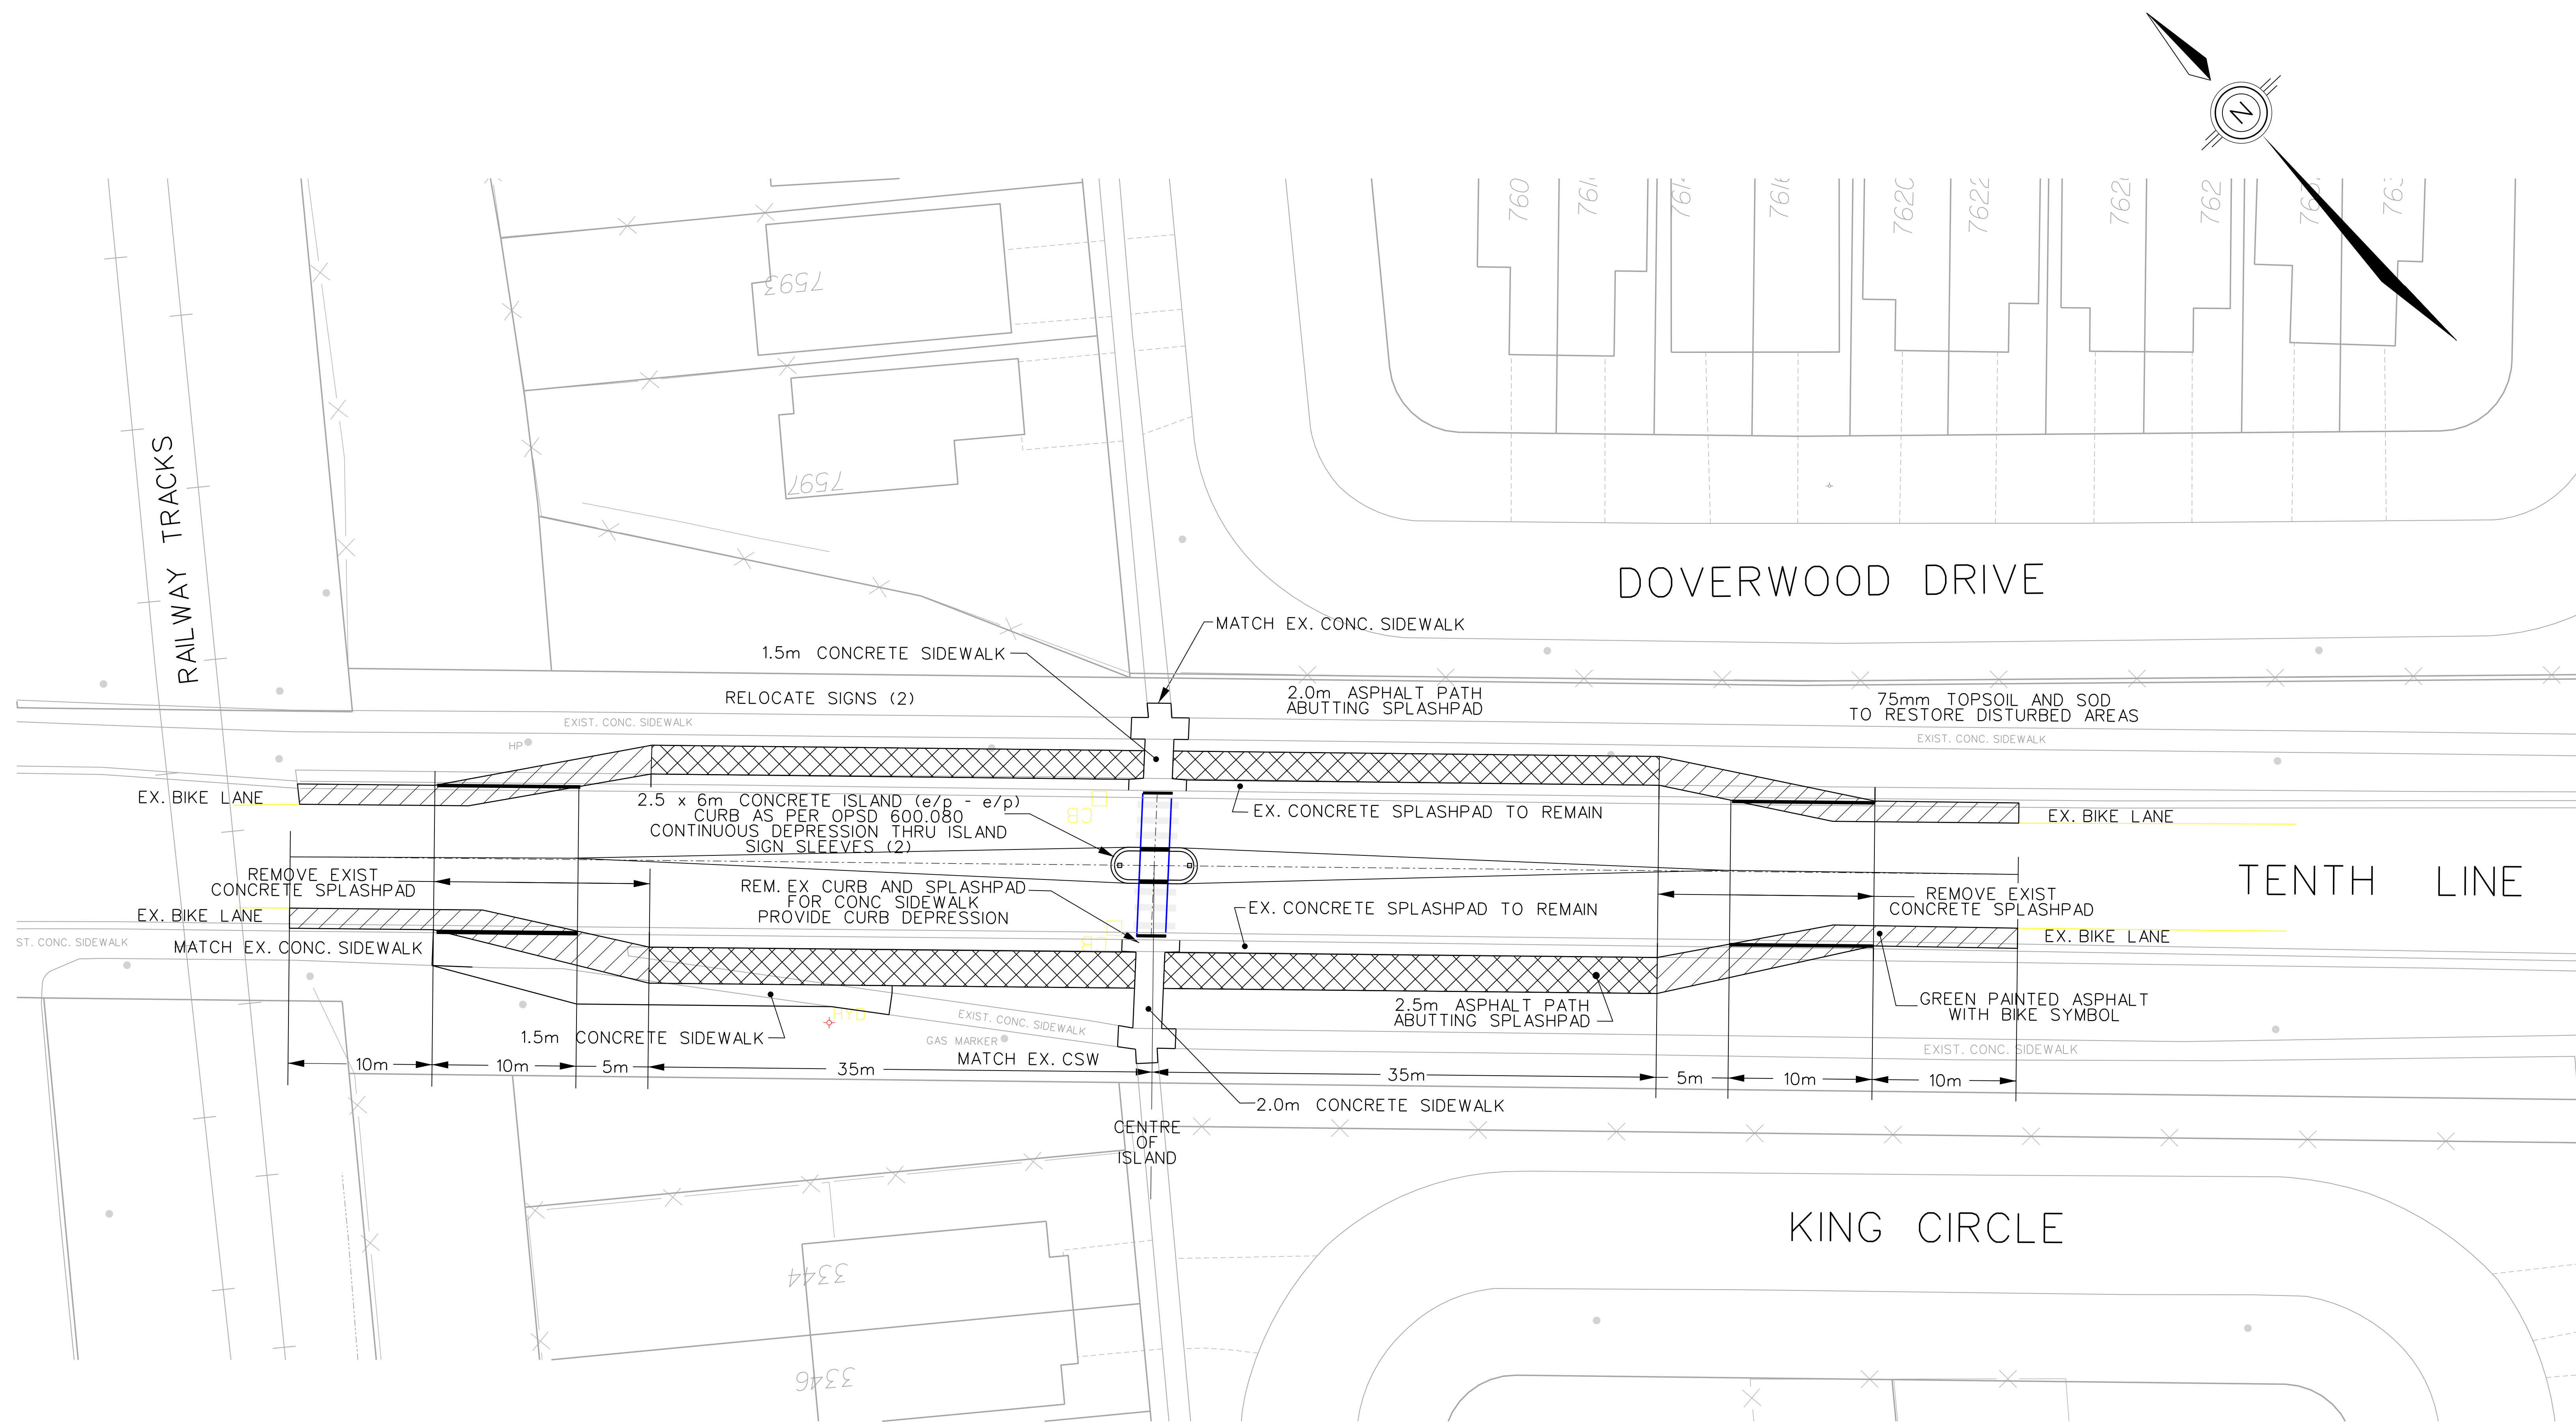 N
7593
7597
7622
RAILWAY TRACKS
DOVERWOOD DRIVE
MATCH EX. CONC. SIDEWALK
1.5m CONCRETE SIDEWALK
RELOCATE SIGNS (2)
2.0m ASPHALT PATH
ABUTTING SPLASHPAD
75mm TOPSOIL AND SOD
TO RESTORE DISTURBED AREAS
EXIST. CONC. SIDEWALK
HP
EXIST. CONC. SIDEWALK
EX. BIKE LANE
2.5 x 6m CONCRETE ISLAND (e/p - e/p)
CURB AS PER OPSD 600.080
CONTINUOUS DEPRESSION THRU ISLAND
SIGN SLEEVES (2)
CB
EX. CONCRETE SPLASHPAD TO REMAIN
EX. BIKE LANE
REMOVE EXIST
CONCRETE SPLASHPAD
REM. EX CURB AND SPLASHPAD
FOR CONC SIDEWALK
PROVIDE CURB DEPRESSION
TENTH LINE
REMOVE EXIST
CONCRETE SPLASHPAD
EX. BIKE LANE
EX. CONCRETE SPLASHPAD TO REMAIN
CB
EX. BIKE LANE
ST. CONC. SIDEWALK
MATCH EX. CONC. SIDEWALK
GREEN PAINTED ASPHALT
WITH BIKE SYMBOL
2.5m ASPHALT PATH
ABUTTING SPLASHPAD
HYD
EXIST. CONC. SIDEWALK
1.5m CONCRETE SIDEWALK
GAS MARKER
MATCH EX. CSW
EXIST. CONC. SIDEWALK
10m 10m 5m 35m 35m 5m 10m 10m
2.0m CONCRETE SIDEWALK
CENTRE
OF
ISLAND
KING CIRCLE
3344
3346